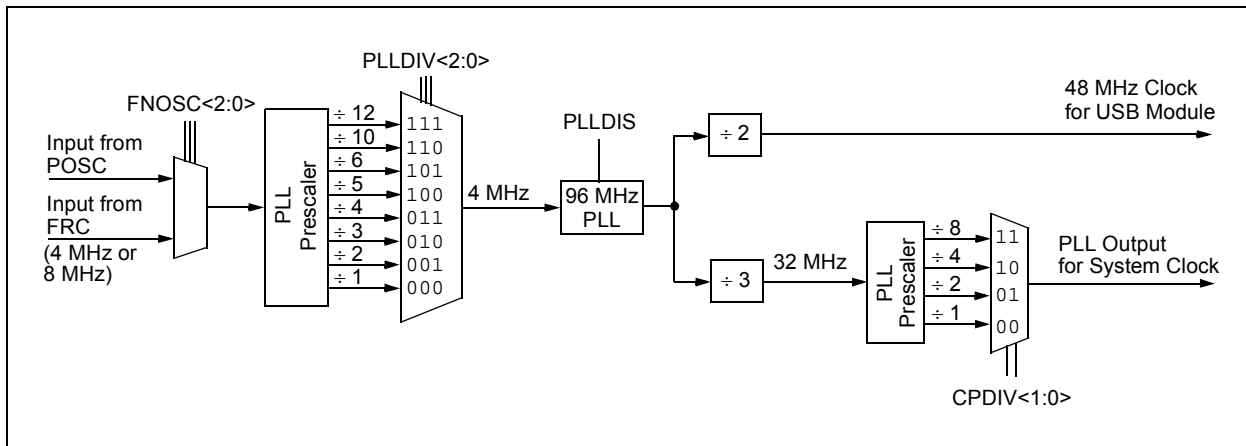 PLLDIV<2:0>
FNOSC<2:0>
Input from
POSC
Input from
FRC
(4 MHz or
8 MHz)
PLL
Prescaler
÷ 12
÷ 10
÷ 6
÷ 5
÷ 4
÷ 3
÷ 2
÷ 1
111
110
101
100
011
010
001
000
4 MHz
PLLDIS
96 MHz
PLL
÷ 2
48 MHz Clock
for USB Module
÷ 3
32 MHz
PLL
Prescaler
÷ 8
÷ 4
÷ 2
÷ 1
11
10
01
00
PLL Output
for System Clock
CPDIV<1:0>